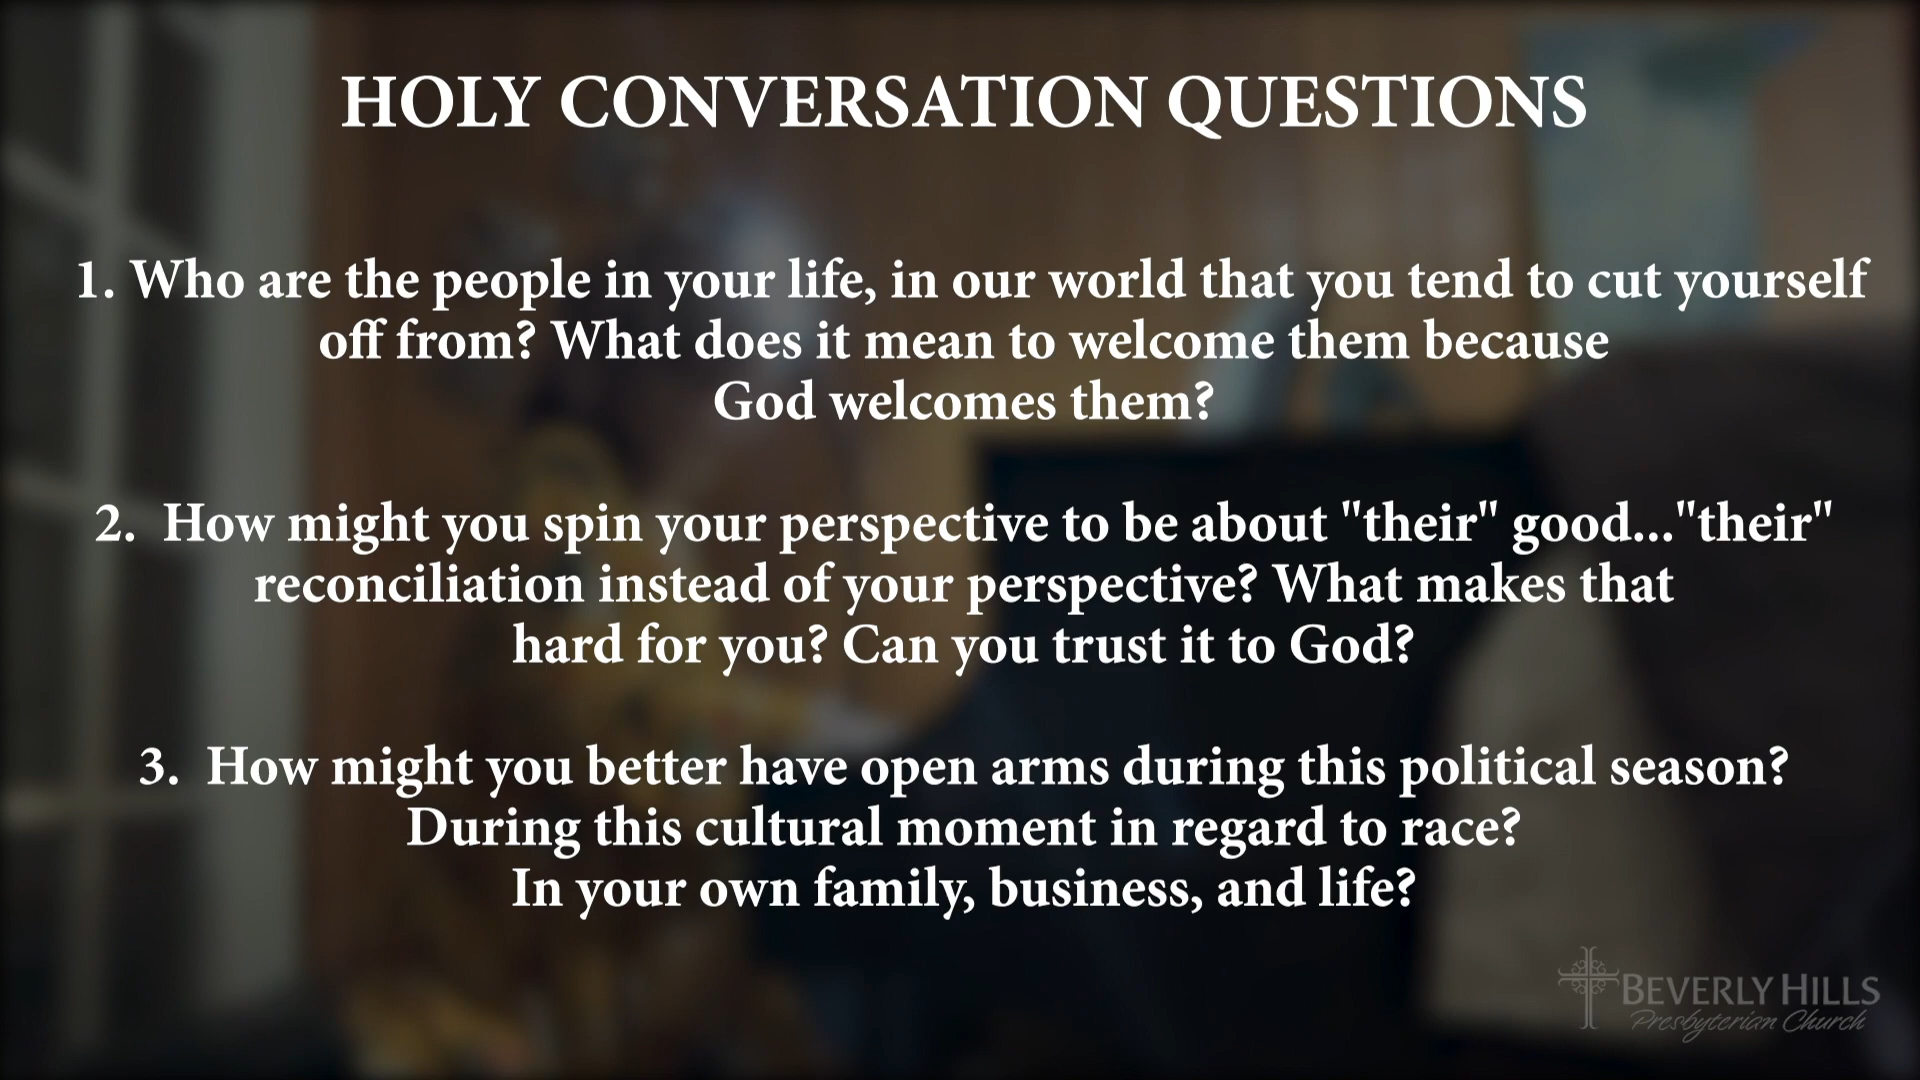 HOLY CONVERSATION QUESTIONS
1. Who are the people in your life, in our world that you tend to cut yourself
off from? What does it mean to welcome them because
God welcomes them?
2.  How might you spin your perspective to be about "their" good..."their"
reconciliation instead of your perspective? What makes that
hard for you? Can you trust it to God?
3.  How might you better have open arms during this political season?
During this cultural moment in regard to race?
In your own family, business, and life?
BEVERLY HILLS
Presbyterian Church